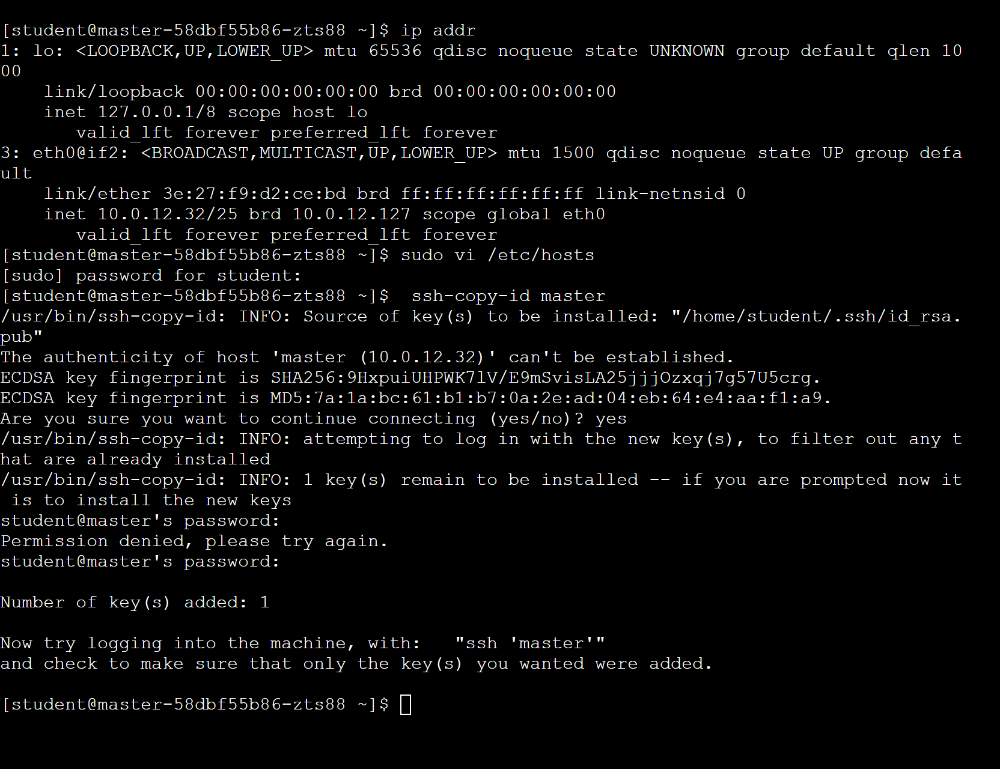 [student@master-58dbf55b86-zts88 ~]$ ip addr
1: lo: <LOOPBACK,UP,LOWER_UP> mtu 65536 qdisc noqueue state UNKNOWN group default qlen 10
00
    link/loopback 00:00:00:00:00:00 brd 00:00:00:00:00:00
    inet 127.0.0.1/8 scope host lo
       valid_lft forever preferred_lft forever
3: eth0@if2: <BROADCAST,MULTICAST,UP,LOWER_UP> mtu 1500 qdisc noqueue state UP group defa
ult
    link/ether 3e:27:f9:d2:ce:bd brd ff:ff:ff:ff:ff:ff link-netnsid 0
    inet 10.0.12.32/25 brd 10.0.12.127 scope global eth0
       valid_lft forever preferred_lft forever
[student@master-58dbf55b86-zts88 ~]$ sudo vi /etc/hosts
[sudo] password for student:
[student@master-58dbf55b86-zts88 ~]$  ssh-copy-id master
/usr/bin/ssh-copy-id: INFO: Source of key(s) to be installed: "/home/student/.ssh/id_rsa.
pub"
The authenticity of host 'master (10.0.12.32)' can't be established.
ECDSA key fingerprint is SHA256:9HxpuiUHPWK7lV/E9mSvisLA25jjjOzxqj7g57U5crg.
ECDSA key fingerprint is MD5:7a:1a:bc:61:b1:b7:0a:2e:ad:04:eb:64:e4:aa:f1:a9.
Are you sure you want to continue connecting (yes/no)? yes
/usr/bin/ssh-copy-id: INFO: attempting to log in with the new key(s), to filter out any t
hat are already installed
/usr/bin/ssh-copy-id: INFO: 1 key(s) remain to be installed -- if you are prompted now it
 is to install the new keys
student@master's password:
Permission denied, please try again.
student@master's password:

Number of key(s) added: 1

Now try logging into the machine, with:   "ssh 'master'"
and check to make sure that only the key(s) you wanted were added.

[student@master-58dbf55b86-zts88 ~]$